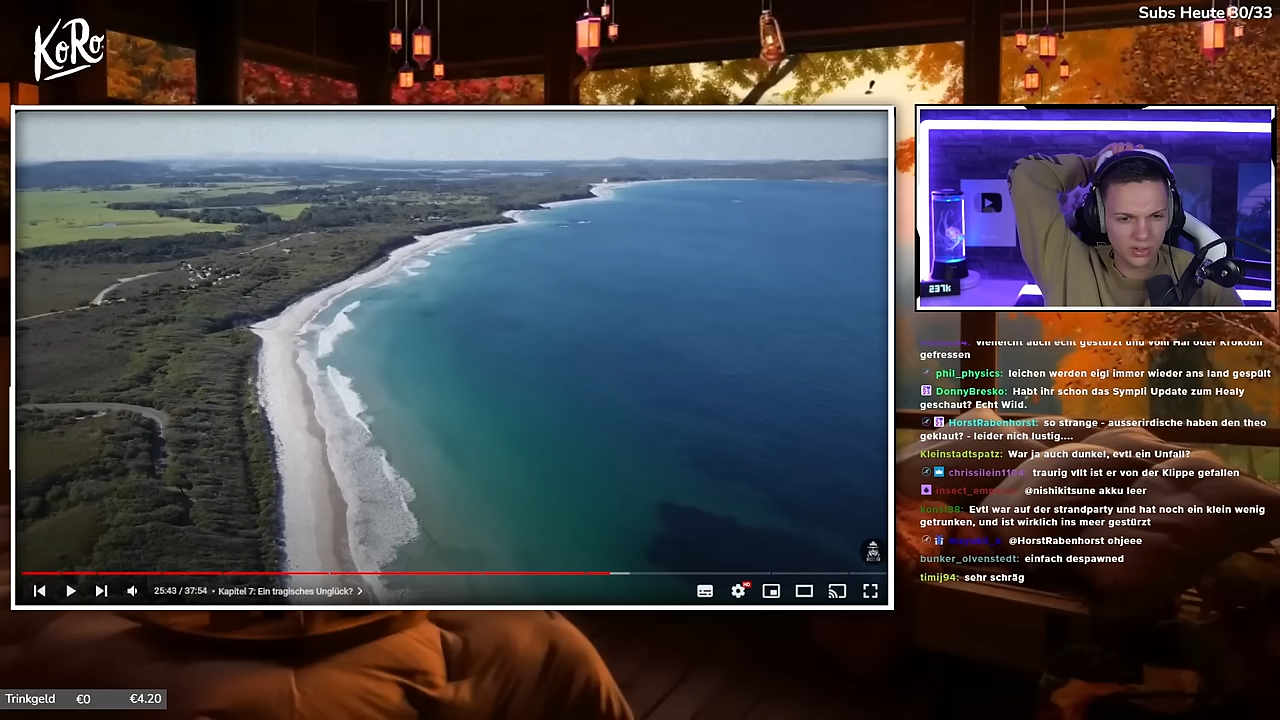 KoRo
Subs Heute 30/33
237k
vielleicht auch echt gestürzt und vom Hai oder Krokodil
gefressen
phil_physics: leichen werden eigl immer wieder ans land gespült
DonnyBresko: Habt ihr schon das Sympli Update zum Healy
geschaut? Echt Wild.
HorstRabenhorst: so strange - ausserirdische haben den theo
geklaut? - leider nich lustig....
Kleinstadtspatz: War ja auch dunkel, evtl ein Unfall?
chrissilein1104 traurig vllt ist er von der Klippe gefallen
@nishikitsune akku leer
konsi88: Evtl war auf der strandparty und hat noch ein klein wenig
getrunken, und ist wirklich ins meer gestürzt
@HorstRabenhorst ohjeee
bunker_olvenstedt: einfach despawned
timij94: sehr schräg
25:43 / 37:54 • Kapitel 7: Ein tragisches Unglück?
HD
Trinkgeld €0 €4.20